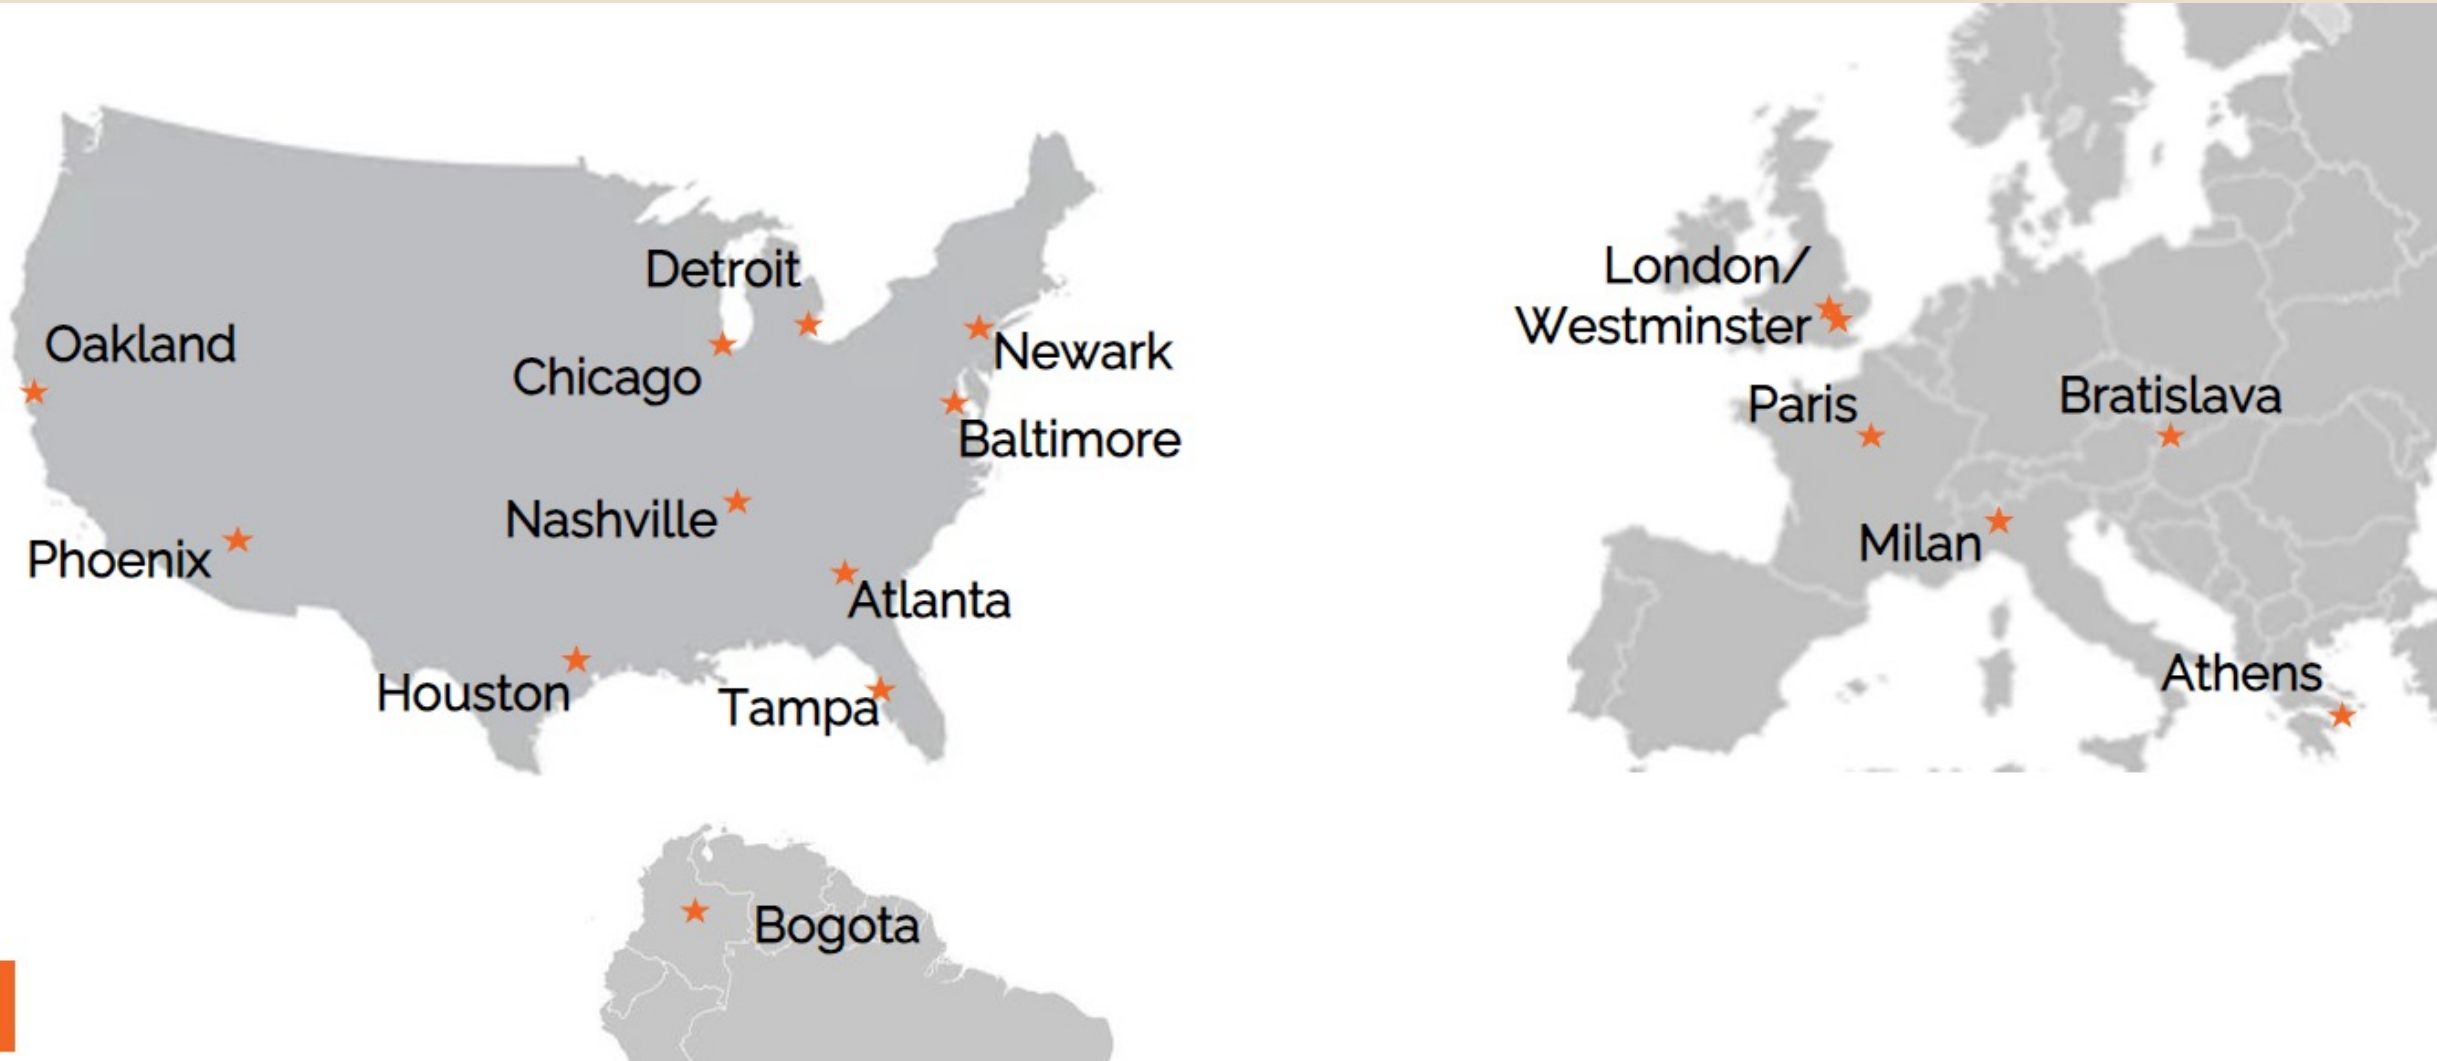 Detroit
Oakland
Chicago
Newark
Baltimore
Nashville
Phoenix
Atlanta
Houston
Tampa
London/
Westminster
Paris
Bratislava
Milan
Athens
Bogota